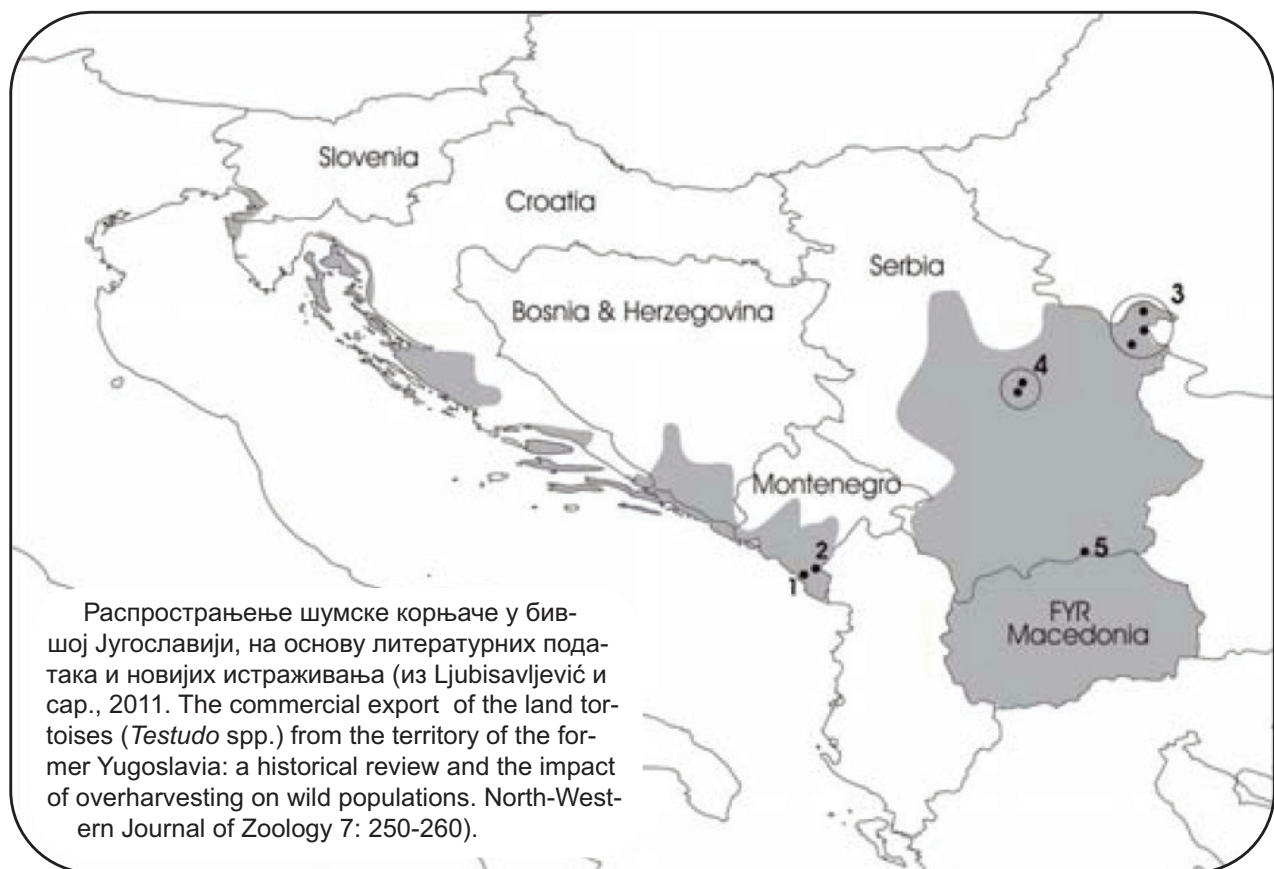 Slovenia
Croatia
Serbia
Bosnia & Herzegovina
3
4
Montenegro
2
5
1
FYR
Macedonia
Распрострањење шумске корњаче у бив-
шој Југославији, на основу литературних пода-
така и новијих истраживања (из Ljubisavljević и
сар., 2011. The commercial export of the land tor-
toises (Testudo spp.) from the territory of the for-
mer Yugoslavia: a historical review and the impact
of overharvesting on wild populations. North-West-
ern Journal of Zoology 7: 250-260).